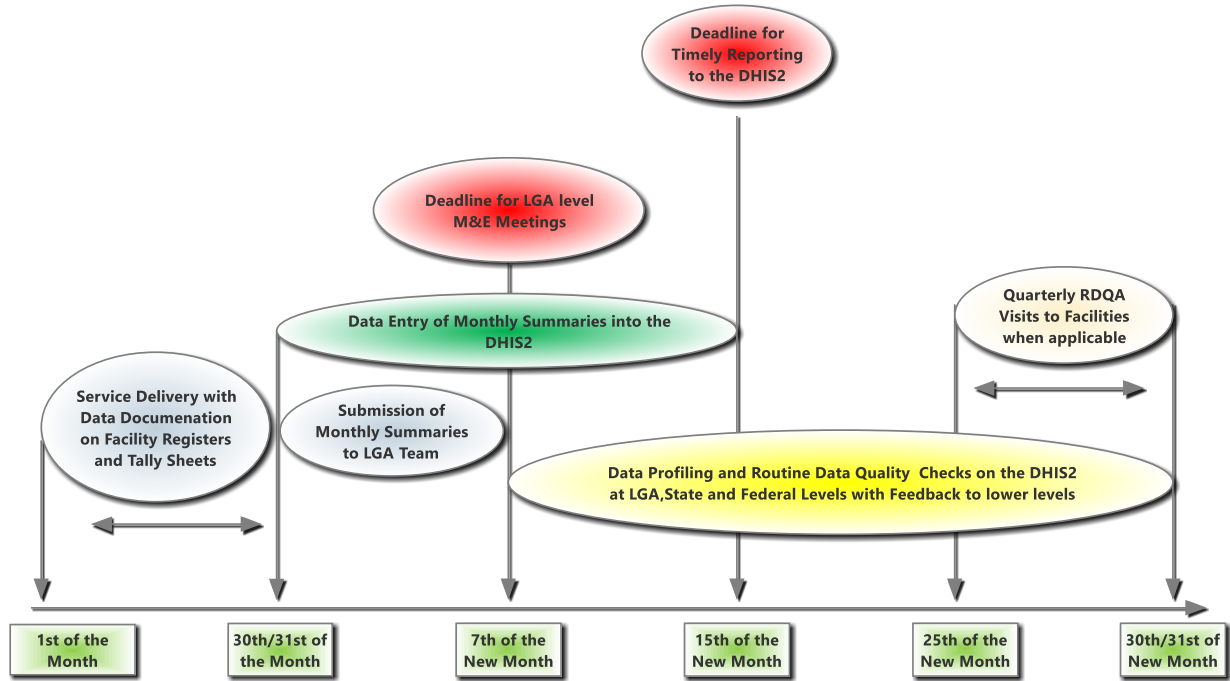 Deadline for
Timely Reporting
to the DHIS2
Deadline for LGA level
M&E Meetings
Data Entry of Monthly Summaries into the
DHIS2
Quarterly RDQA
Visits to Facilities
when applicable
Service Delivery with
Data Documenation
on Facility Registers
and Tally Sheets
Submission of
Monthly Summaries
to LGA Team
Data Profiling and Routine Data Quality  Checks on the DHIS2
at LGA,State and Federal Levels with Feedback to lower levels
1st of the
Month
30th/31st of
the Month
7th of the
New Month
15th of the
New Month
25th of the
New Month
30th/31st of
New Month